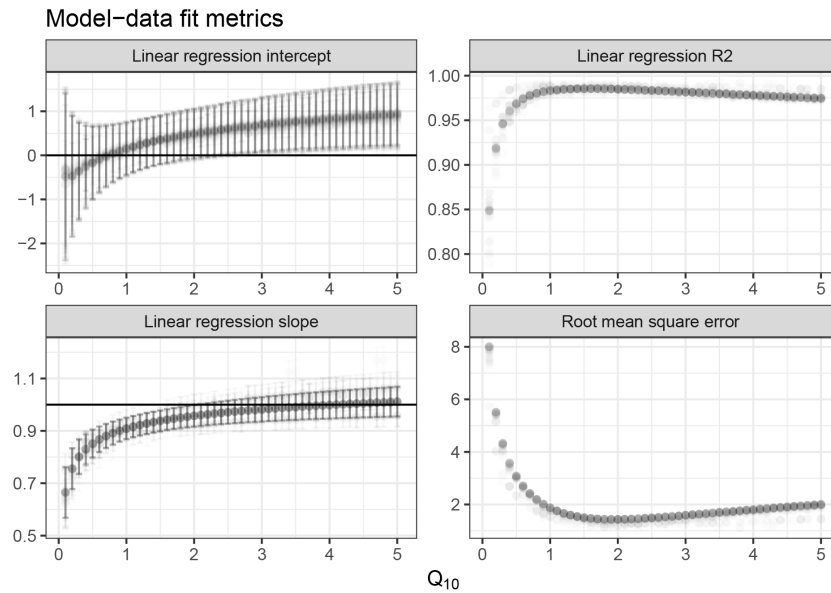 Model−data fit metrics
Linear regression intercept
Linear regression R2
1
0
−1
−2
0 1 2 3 4 5
1.00
0.95
0.90
0.85
0.80
0 1 2 3 4 5
Linear regression slope
Root mean square error
1.1
0.9
0.7
0.5
0 1 2 3 4 5
8
6
4
2
0 1 2 3 4 5
Q₁₀